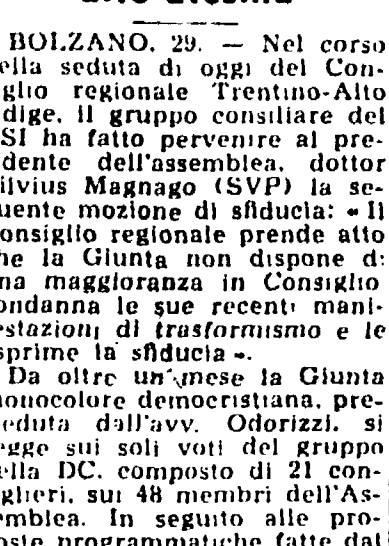 BOLZANO. 29. — Nel corso
ella seduta di oggi del Con-
glio regionale Trentino-Alto
dige, il gruppo consiliare del
SI ha fatto pervenire al pre-
dente dell'assemblea, dottor
ilvius Magnago (SVP) la se-
uente mozione di sfiducia: « Il
onsiglio regionale prende atto
he la Giunta non dispone di
na maggioranza in Consiglio
ondanna le sue recenti mani-
estazioni di trasformismo e le
sprime la sfiducia ».
Da oltre un mese la Giunta
onocolore democristiana, pre-
eduta dall'avv. Odorizzi, si
egge sui soli voti del gruppo
ella DC, composto di 21 con-
glieri, sui 48 membri dell'As-
emblea. In seguito alle pro-
oste programmatiche fatte dal